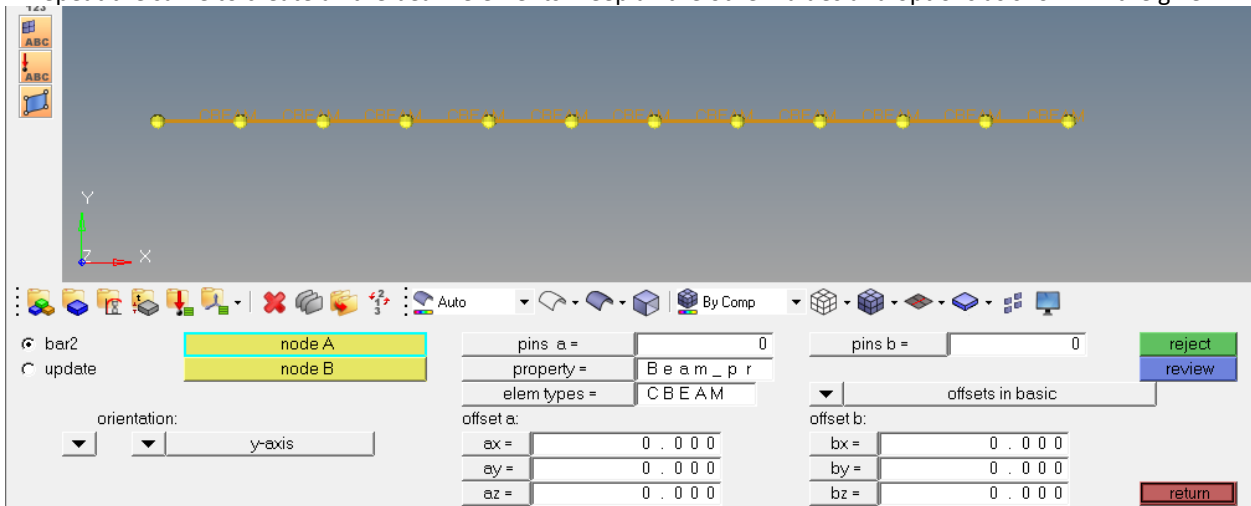 123
ABC
ABC
CBEAM CBEAM CBEAM CBEAM CBEAM CBEAM CBEAM CBEAM CBEAM CBEAM CBEAM
Y
Z X
Auto By Comp
bar2 node A pins a = 0 pins b = 0 reject
update node B property = Beam_pr review
elem types = CBEAM offsets in basic
orientation: offset a: offset b:
y-axis ax = 0.000 bx = 0.000
ay = 0.000 by = 0.000
az = 0.000 bz = 0.000 return